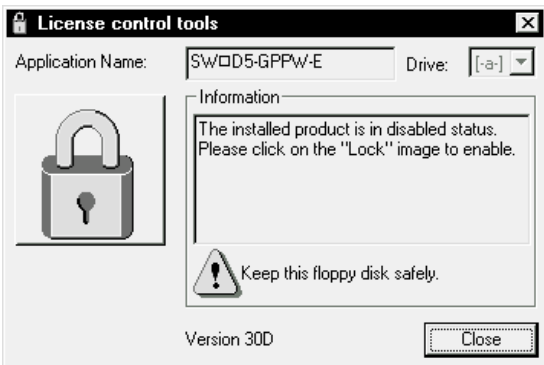 License control tools
Application Name:
SW□D5-GPPW-E
Drive:
[-a-]
Information
The installed product is in disabled status.
Please click on the "Lock" image to enable.
Keep this floppy disk safely.
Version 30D
Close